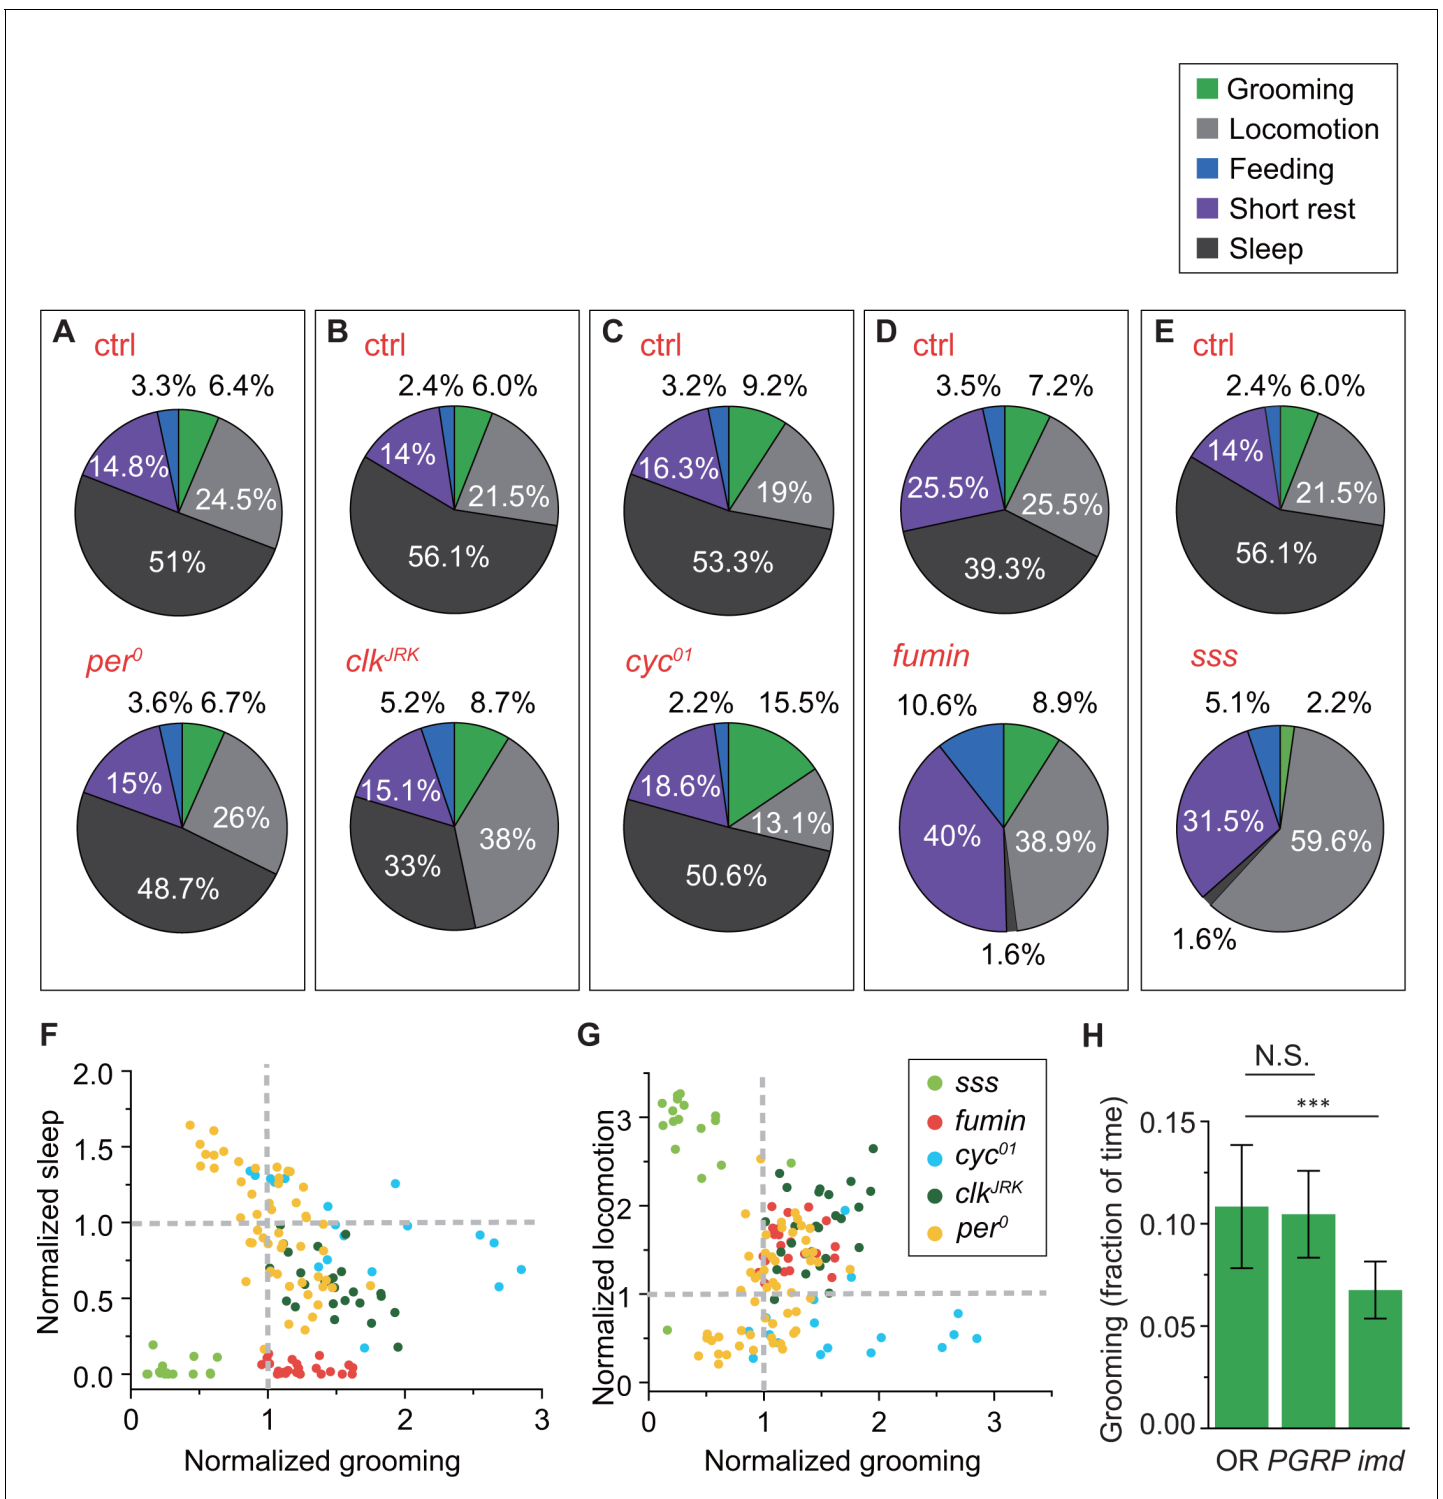 Grooming
Locomotion
Feeding
Short rest
Sleep
A
ctrl
3.3% 6.4%
14.8%
24.5%
51%
per⁰
3.6% 6.7%
15%
26%
48.7%
B
ctrl
2.4% 6.0%
14%
21.5%
56.1%
clkᴶᴿᴷ
5.2% 8.7%
15.1%
38%
33%
C
ctrl
3.2% 9.2%
16.3%
19%
53.3%
cyc⁰¹
2.2% 15.5%
18.6%
13.1%
50.6%
D
ctrl
3.5% 7.2%
25.5%
25.5%
39.3%
fumin
10.6% 8.9%
40%
38.9%
1.6%
E
ctrl
2.4% 6.0%
14%
21.5%
56.1%
sss
5.1% 2.2%
31.5%
59.6%
1.6%
F
Normalized sleep
2.0
1.5
1.0
0.5
0.0
0 1 2 3
Normalized grooming
G
Normalized locomotion
3
2
1
0
0 1 2 3
Normalized grooming
sss
fumin
cyc⁰¹
clkᴶᴿᴷ
per⁰
H
N.S.
***
Grooming (fraction of time)
0.15
0.10
0.05
0.00
OR PGRP imd